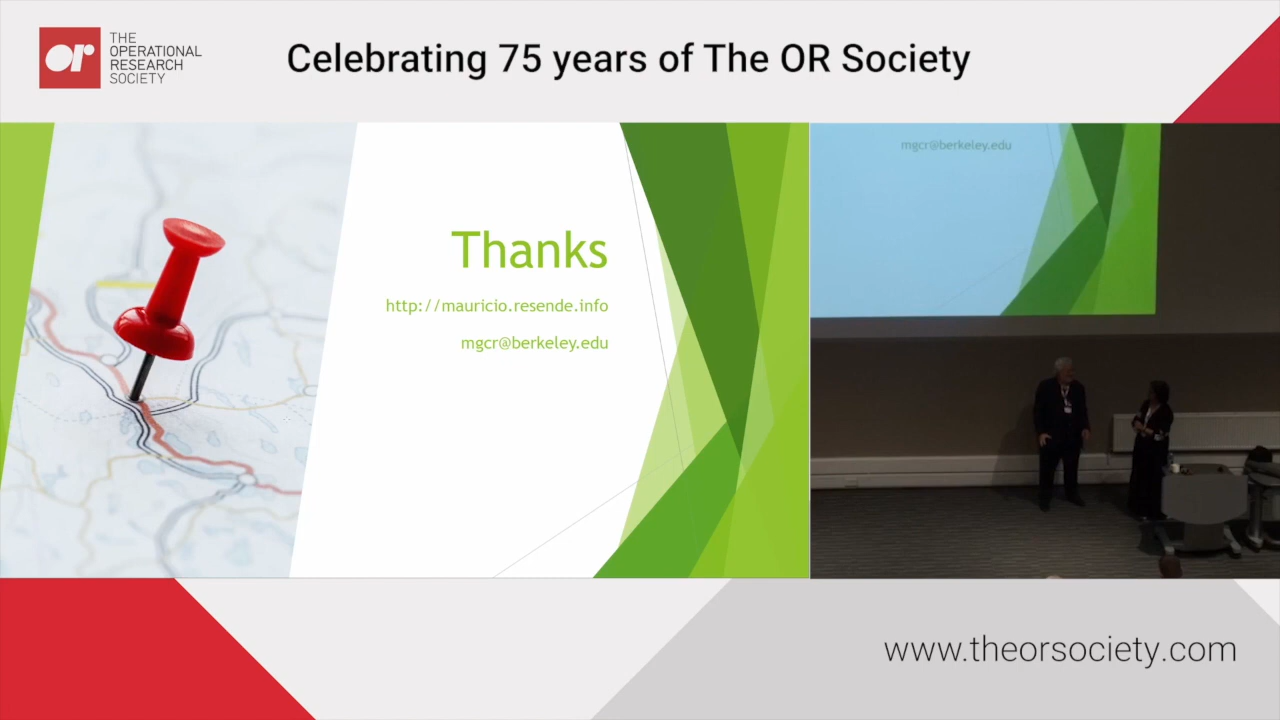 or
THE
OPERATIONAL
RESEARCH
SOCIETY
Celebrating 75 years of The OR Society
Thanks
http://mauricio.resende.info
mgcr@berkeley.edu
mgcr@berkeley.edu
www.theorsociety.com